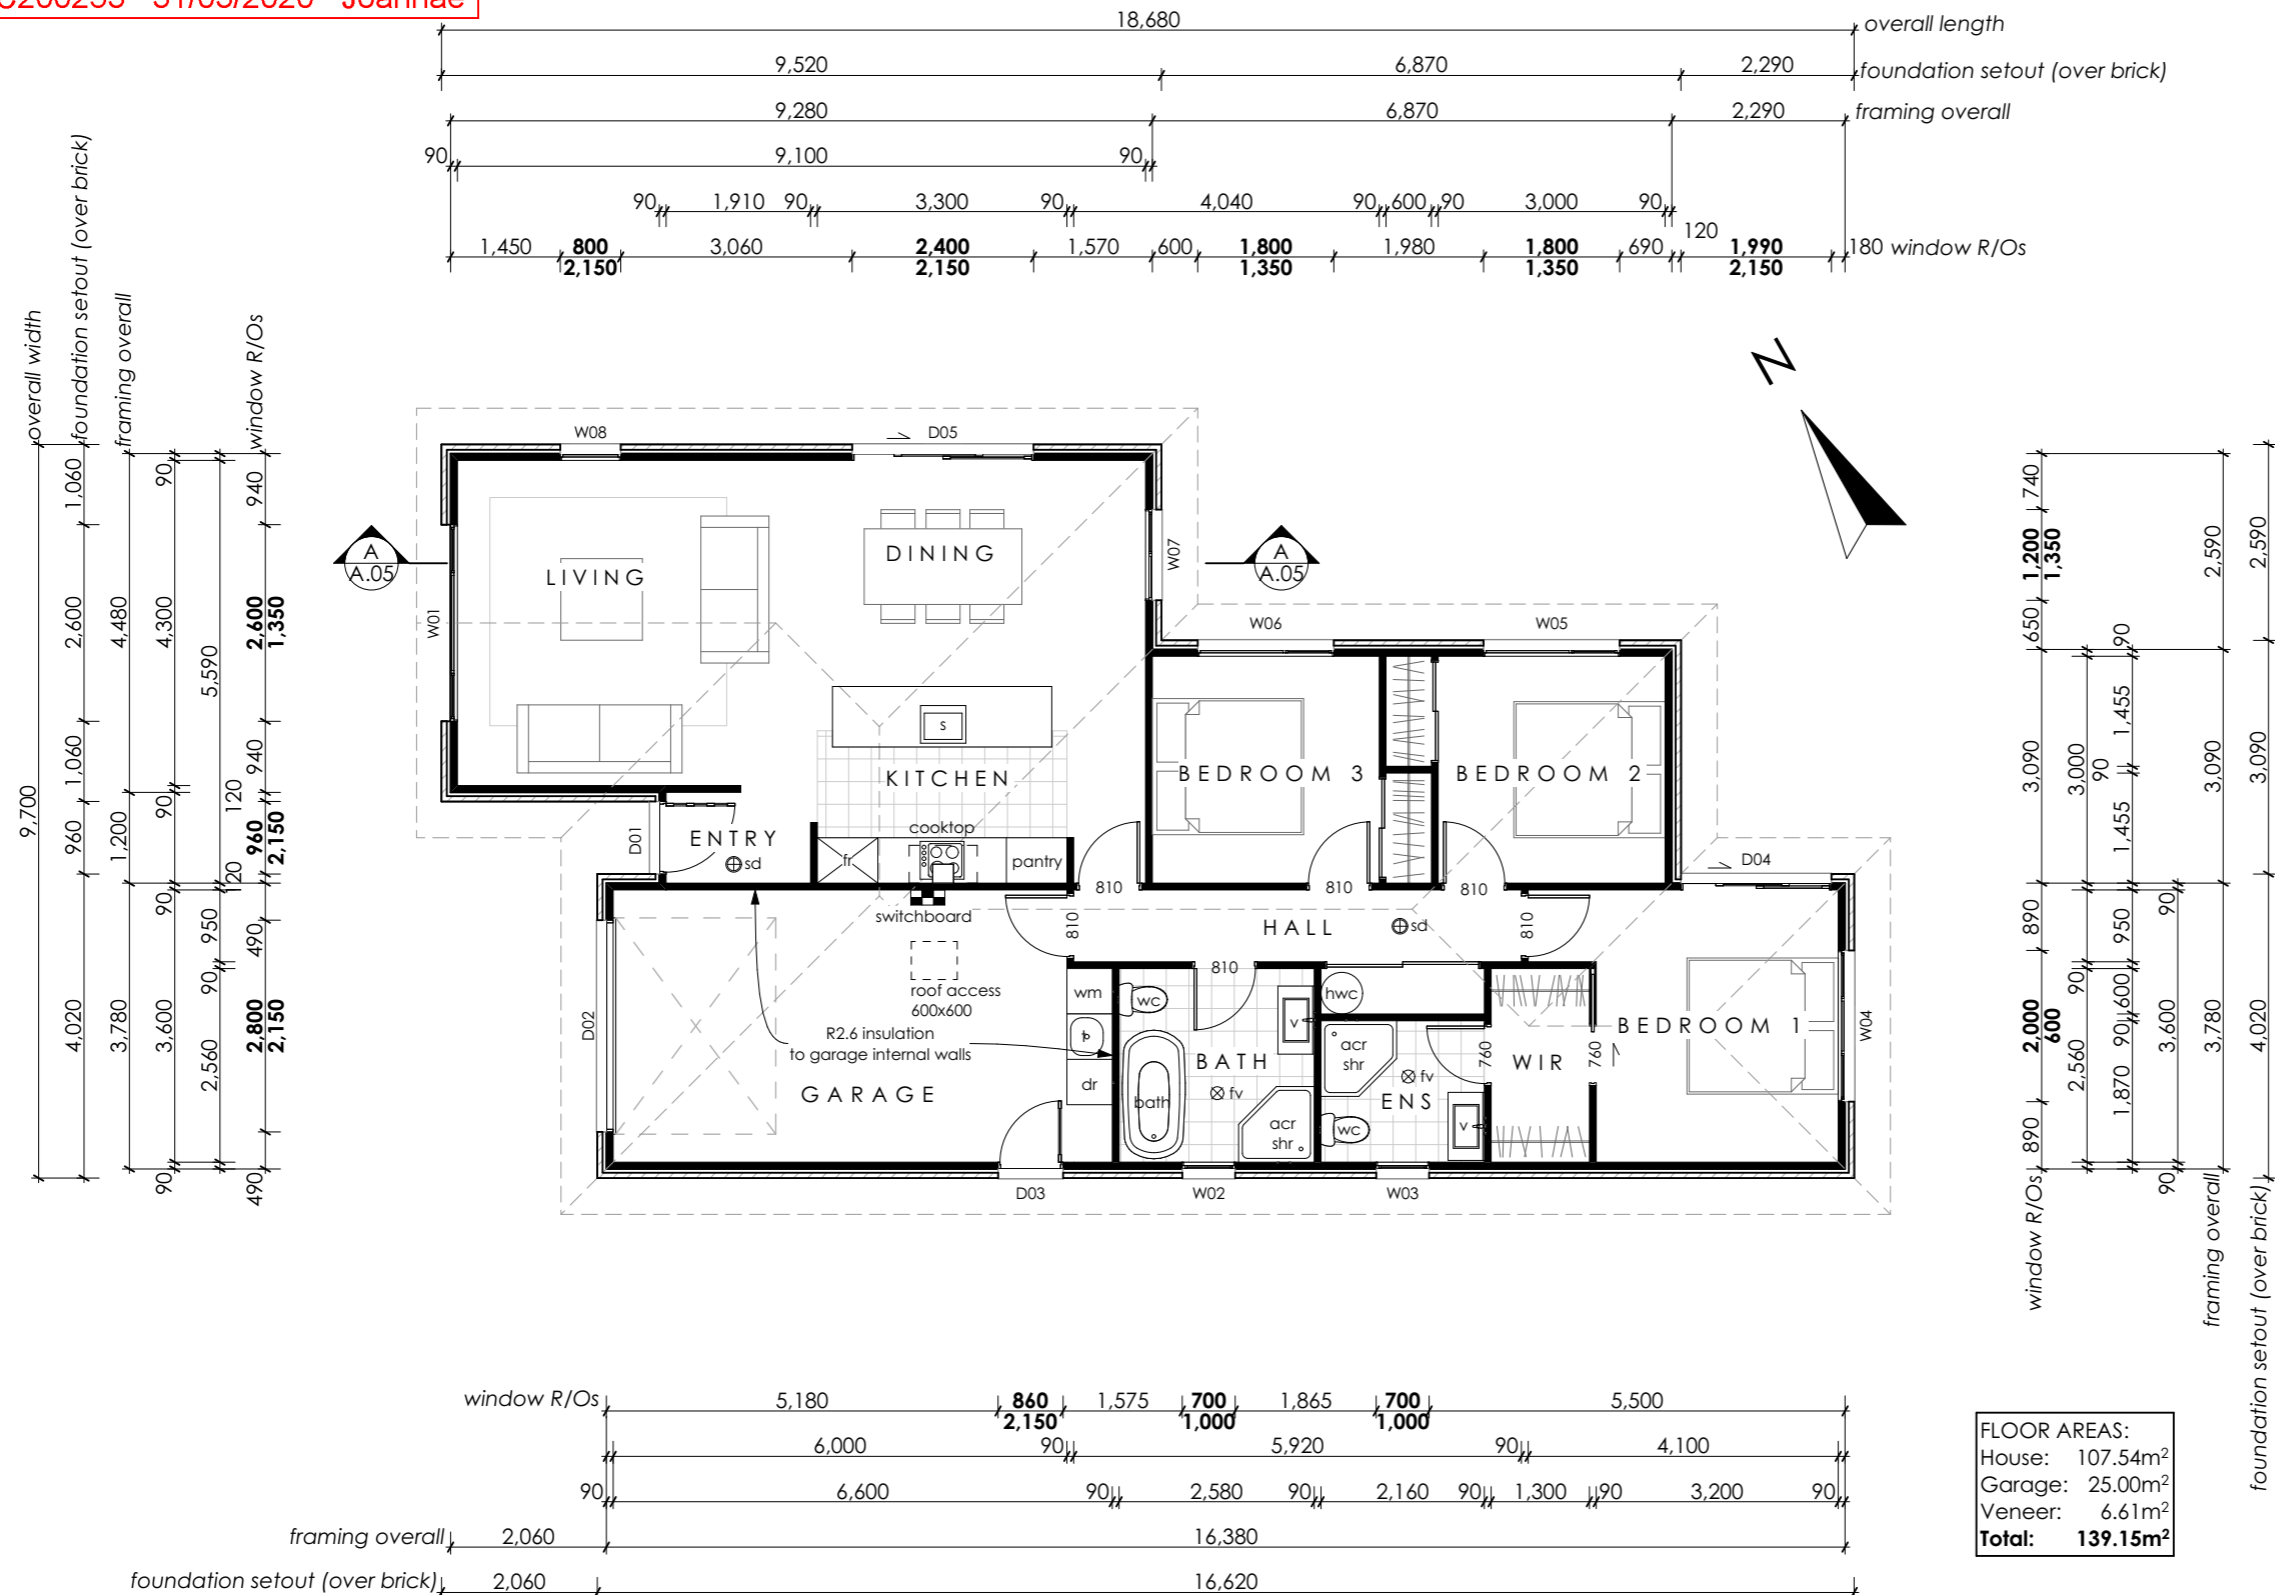 31/03/2020
18,680
overall length
9,520 6,870 2,290
foundation setout (over brick)
9,280 6,870 2,290
framing overall
90 9,100 90
90 1,910 90 3,300 90 4,040 90 600 90 3,000 90
1,450 800 3,060 2,400 1,570 600 1,800 1,980 1,800 690 120 1,990 180 window R/Os
2,150 2,150 1,350 1,350 2,150
overall width
foundation setout (over brick)
framing overall
window R/Os
9,700
1,060 2,600 1,060 960 4,020
4,480 1,200 3,780
90 4,300 90 90 3,600 90
5,590 950 90 2,560
940 2,600 940 120 960 120 490 2,800 490
1,350 2,150 2,150
N
W08
D05
A
A.05
A
A.05
W01
LIVING
DINING
W07
W06
W05
s
KITCHEN
BEDROOM 3
BEDROOM 2
D01
ENTRY
sd
cooktop
fr
pantry
D04
810
810
810
switchboard
810
HALL
sd
810
810
roof access
600x600
R2.6 insulation
to garage internal walls
GARAGE
D02
wm
dr
wc
v
BATH
fv
bath
acr
shr
hwc
acr
shr
fv
ENS
wc
v
760
WIR
760
BEDROOM 1
W04
D03
W02
W03
740 1,200 650 3,090 890 2,000 890
1,350 600
3,000 90 2,560
90 1,455 90 1,455 950 600 90 1,870
90 3,600 90
2,590 3,090 3,780
2,590 3,090 4,020
window R/Os
framing overall
foundation setout (over brick)
window R/Os 5,180 860 1,575 700 1,865 700 5,500
2,150 1,000 1,000
6,000 90 5,920 90 4,100
90 6,600 90 2,580 90 2,160 90 1,300 90 3,200 90
framing overall 2,060 16,380
foundation setout (over brick) 2,060 16,620
FLOOR AREAS:
House: 107.54m²
Garage: 25.00m²
Veneer: 6.61m²
Total: 139.15m²